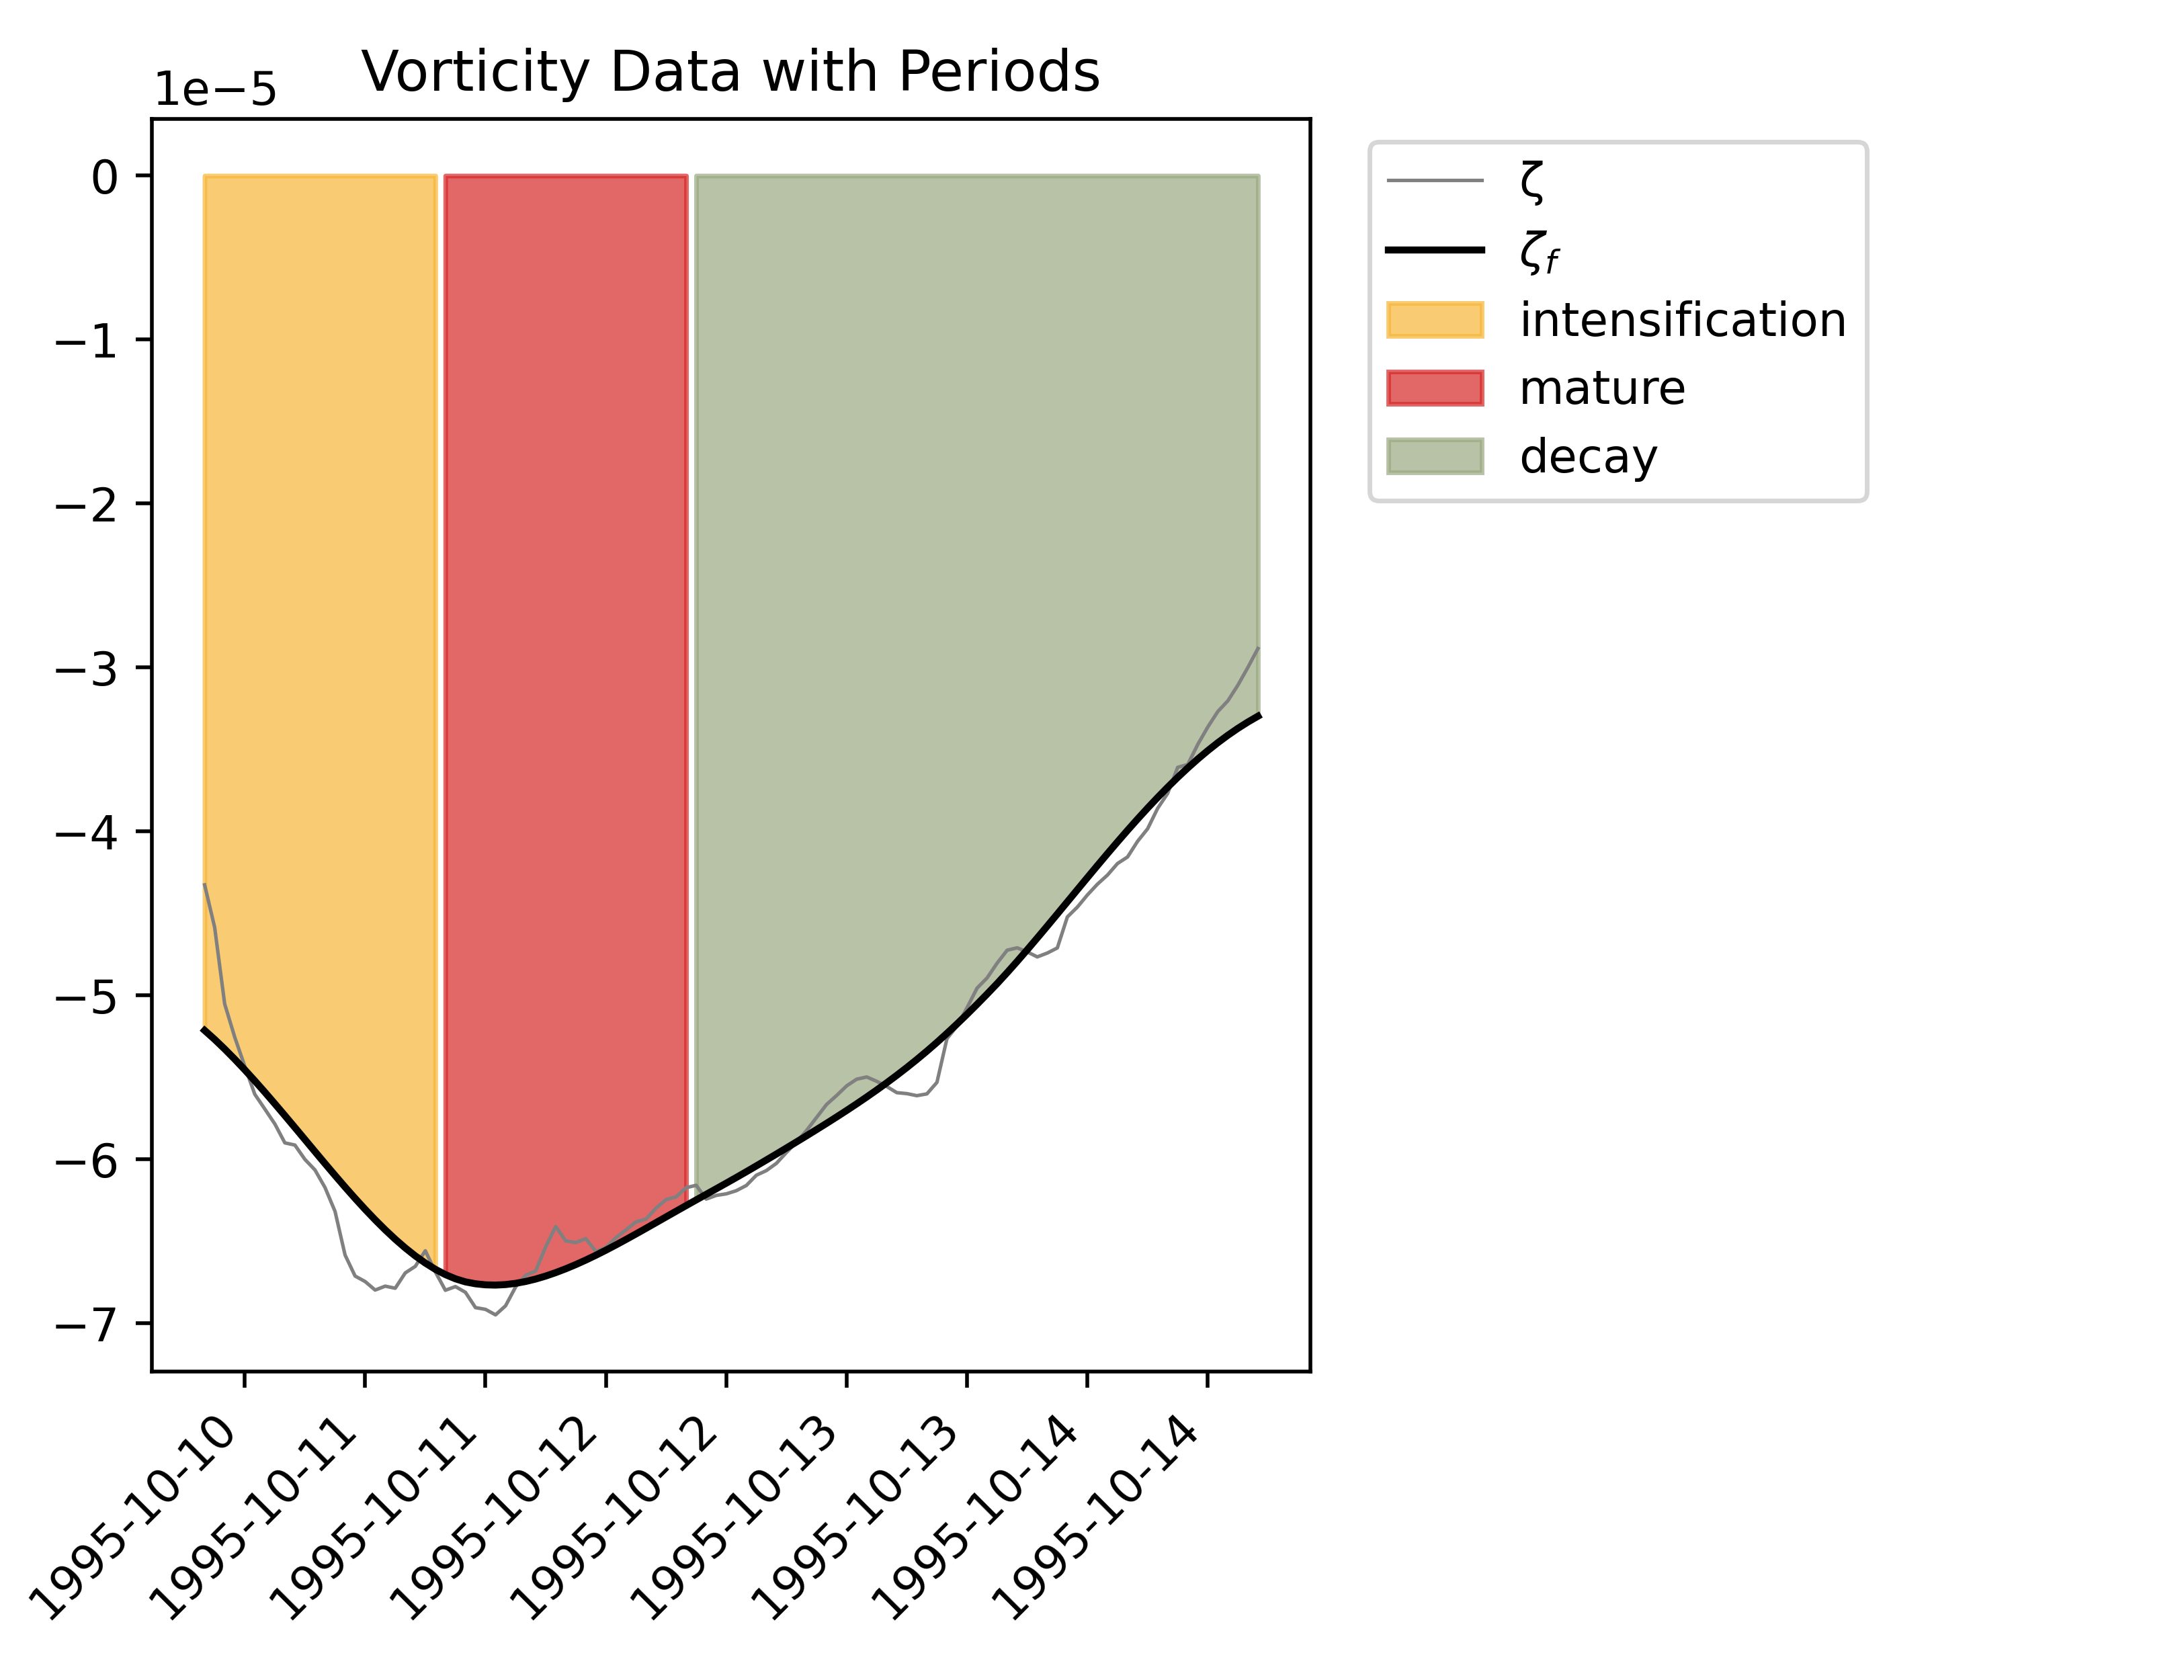 Vorticity Data with Periods
1e−5
0
−1
−2
−3
−4
−5
−6
−7
1995-10-10
1995-10-11
1995-10-11
1995-10-12
1995-10-12
1995-10-13
1995-10-13
1995-10-14
1995-10-14
ζ
ζf
intensification
mature
decay